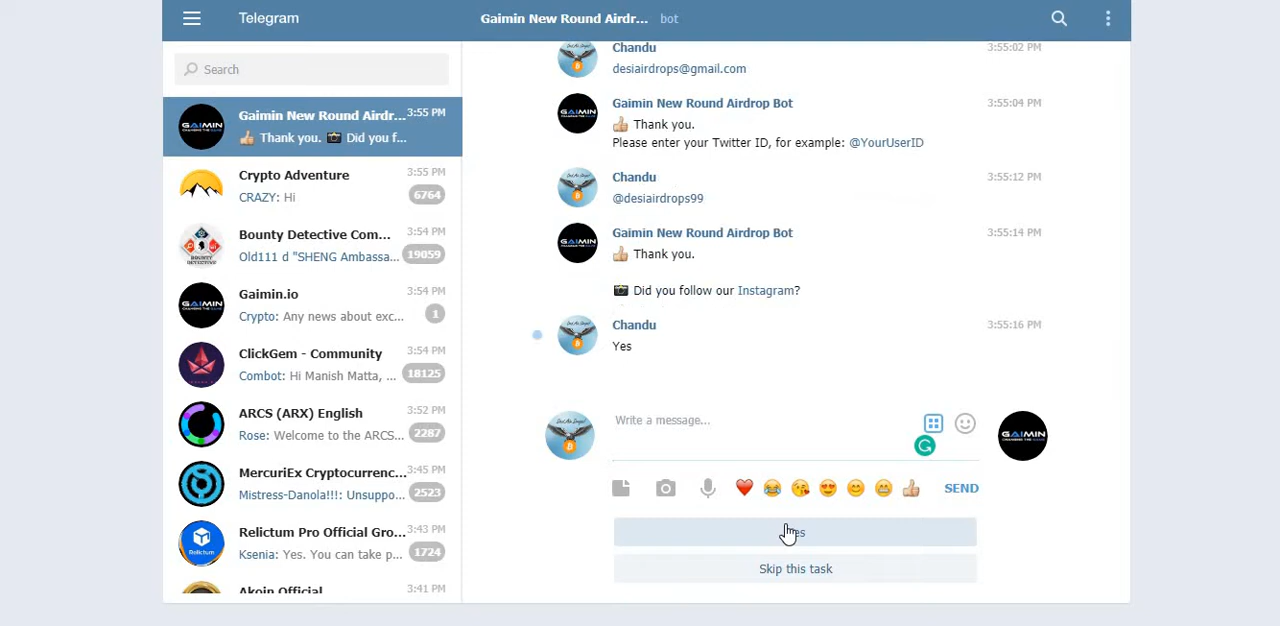 Telegram
Gaimin New Round Airdr... bot
Search
Gaimin New Round Airdr... 3:55 PM
👍 Thank you. 📸 Did you f...
Crypto Adventure 3:55 PM
CRAZY: Hi 6764
Bounty Detective Com... 3:54 PM
Old111 d "SHENG Ambassa... 19059
Gaimin.io 3:54 PM
Crypto: Any news about exc... 1
ClickGem - Community 3:54 PM
Combot: Hi Manish Matta, ... 18125
ARCS (ARX) English 3:52 PM
Rose: Welcome to the ARCS... 2287
MercuriEx Cryptocurrenc... 3:45 PM
Mistress-Danola!!!: Unsuppo... 2523
Relictum Pro Official Gro... 3:43 PM
Ksenia: Yes. You can take p... 1724
Akoin Official 3:41 PM
Chandu 3:55:02 PM
desiairdrops@gmail.com
Gaimin New Round Airdrop Bot 3:55:04 PM
👍 Thank you.
Please enter your Twitter ID, for example: @YourUserID
Chandu 3:55:12 PM
@desiairdrops99
Gaimin New Round Airdrop Bot 3:55:14 PM
👍 Thank you.
📸 Did you follow our Instagram?
Chandu 3:55:16 PM
Yes
Write a message...
SEND
Yes
Skip this task